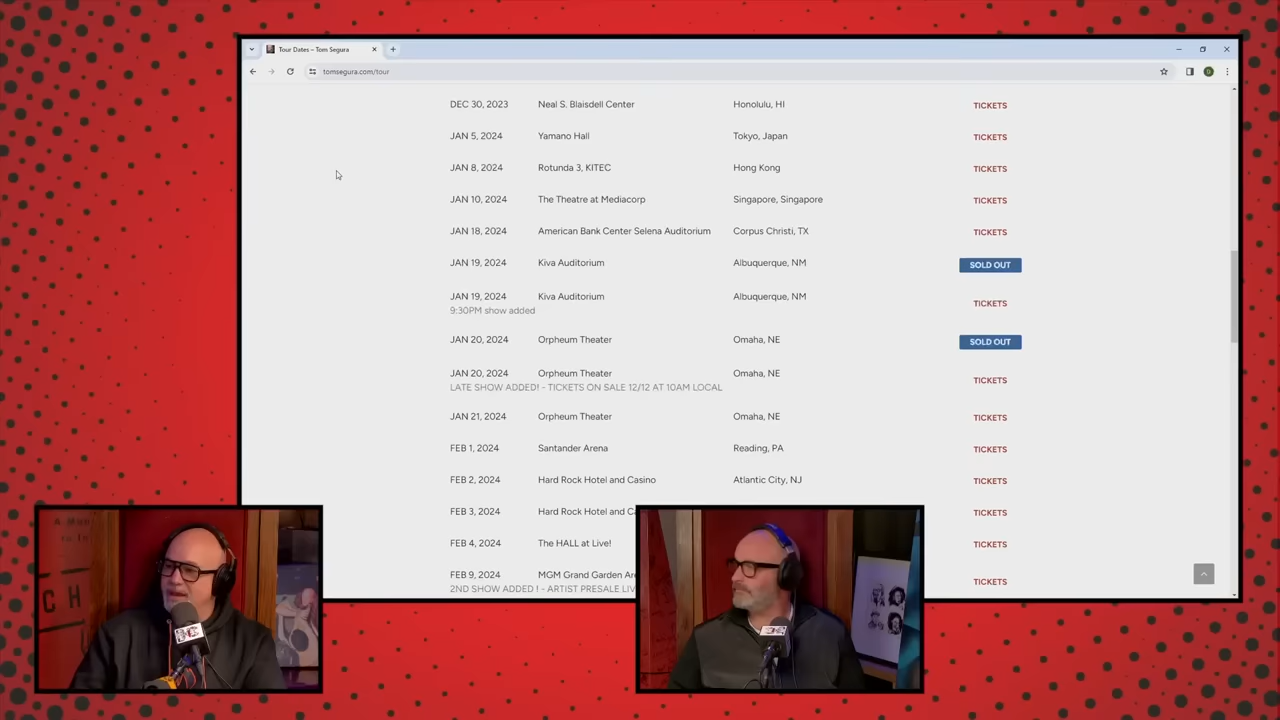 Tour Dates – Tom Segura
tomsegura.com/tour
DEC 30, 2023 Neal S. Blaisdell Center Honolulu, HI TICKETS
JAN 5, 2024 Yamano Hall Tokyo, Japan TICKETS
JAN 8, 2024 Rotunda 3, KITEC Hong Kong TICKETS
JAN 10, 2024 The Theatre at Mediacorp Singapore, Singapore TICKETS
JAN 18, 2024 American Bank Center Selena Auditorium Corpus Christi, TX TICKETS
JAN 19, 2024 Kiva Auditorium Albuquerque, NM SOLD OUT
JAN 19, 2024 Kiva Auditorium Albuquerque, NM TICKETS
9:30PM show added
JAN 20, 2024 Orpheum Theater Omaha, NE SOLD OUT
JAN 20, 2024 Orpheum Theater Omaha, NE TICKETS
LATE SHOW ADDED! - TICKETS ON SALE 12/12 AT 10AM LOCAL
JAN 21, 2024 Orpheum Theater Omaha, NE TICKETS
FEB 1, 2024 Santander Arena Reading, PA TICKETS
FEB 2, 2024 Hard Rock Hotel and Casino Atlantic City, NJ TICKETS
FEB 3, 2024 Hard Rock Hotel and TICKETS
FEB 4, 2024 The HALL at Live! TICKETS
FEB 9, 2024 MGM Grand Garden TICKETS
2ND SHOW ADDED ! - ARTIST PRESALE